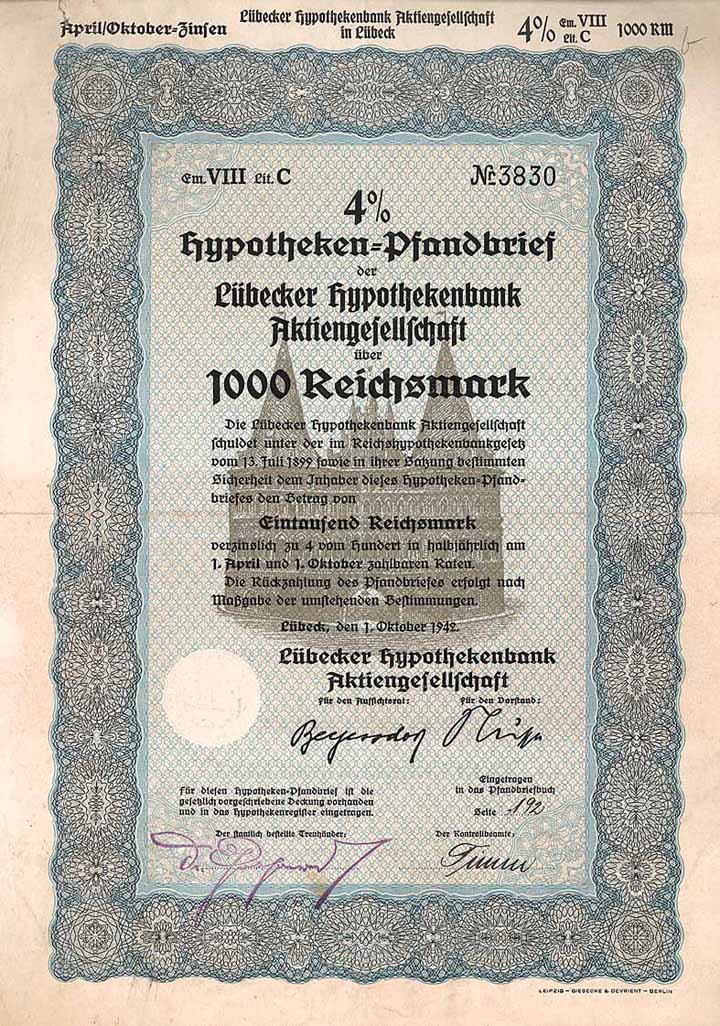 April/Oktober-Zinsen
Lübecker Hypothekenbank Aktiengesellschaft
in Lübeck
4% Em. VIII Lit. C 1000 RM
Em. VIII Lit. C
Nr. 3830
4%
Hypotheken-Pfandbrief
der
Lübecker Hypothekenbank
Aktiengesellschaft
über
1000 Reichsmark
Die Lübecker Hypothekenbank Aktiengesellschaft
schuldet unter der im Reichshypothekenbankgesetz
vom 13. Juli 1899 sowie in ihrer Satzung bestimmten
Sicherheit dem Inhaber dieses Hypotheken-Pfand-
briefes den Betrag von
Eintausend Reichsmark
verzinslich zu 4 vom Hundert in halbjährlich am
1. April und 1. Oktober zahlbaren Raten.
Die Rückzahlung des Pfandbriefes erfolgt nach
Maßgabe der umstehenden Bestimmungen.
Lübeck, den 1. Oktober 1942.
Lübecker Hypothekenbank
Aktiengesellschaft
Für den Aufsichtsrat: Für den Vorstand:
Beyersdorf
Für diesen Hypotheken-Pfandbrief ist die
gesetzlich vorgeschriebene Deckung vorhanden
und in das Hypothekenregister eingetragen.
Der staatlich bestellte Treuhänder:
Eingetragen
in das Pfandbriefbuch
Seite 192
Der Kontrollbeamte:
Timm
LEIPZIG – GIESECKE & DEVRIENT – BERLIN